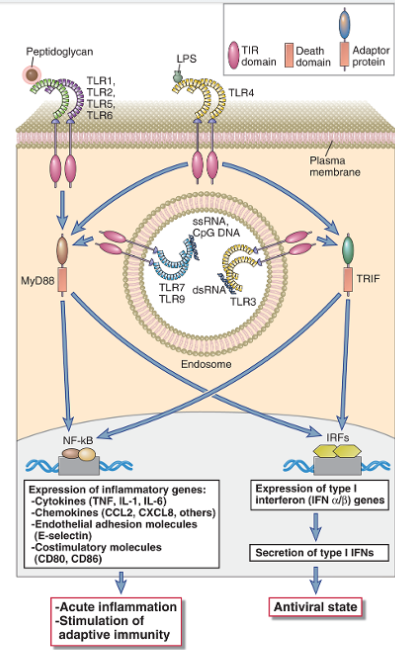 Peptidoglycan
TLR1,
TLR2,
TLR5,
TLR6
LPS
TLR4
TIR
domain
Death
domain
Adaptor
protein
Plasma
membrane
ssRNA,
CpG DNA
TLR7
TLR9
dsRNA
TLR3
MyD88
TRIF
Endosome
NF-kB
IRFs
Expression of inflammatory genes:
-Cytokines (TNF, IL-1, IL-6)
-Chemokines (CCL2, CXCL8, others)
-Endothelial adhesion molecules
(E-selectin)
-Costimulatory molecules
(CD80, CD86)
Expression of type I
interferon (IFN α/β) genes
Secretion of type I IFNs
-Acute inflammation
-Stimulation of
adaptive immunity
Antiviral state